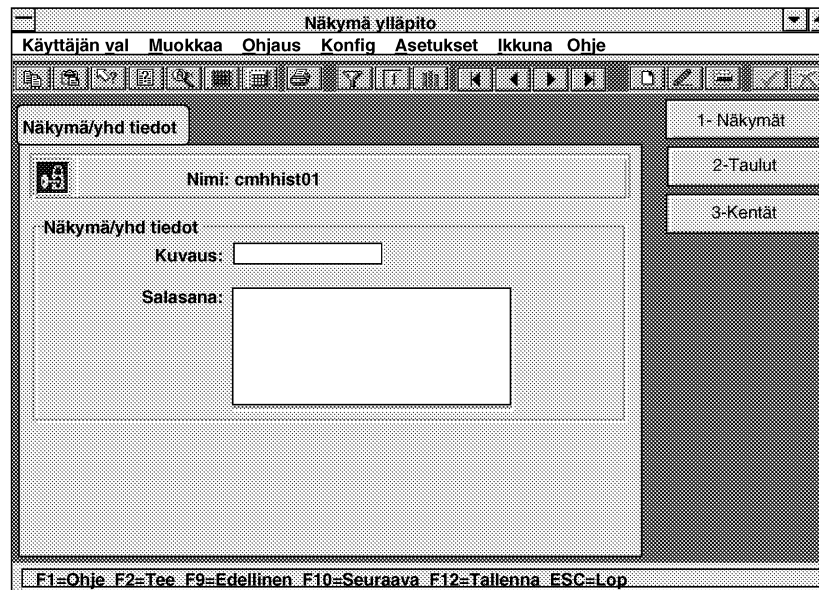 Näkymä ylläpito
Käyttäjän val Muokkaa Ohjaus Konfig Asetukset Ikkuna Ohje
Näkymä/yhd tiedot
1- Näkymät
2-Taulut
3-Kentät
Nimi: cmhhist01
Näkymä/yhd tiedot
Kuvaus:
Salasana:
F1=Ohje F2=Tee F9=Edellinen F10=Seuraava F12=Tallenna ESC=Lop